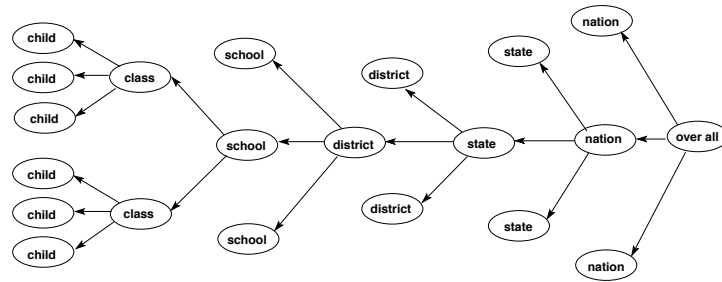 child
child
child
class
child
child
child
class
school
school
school
district
district
state
district
state
nation
state
nation
over all
nation